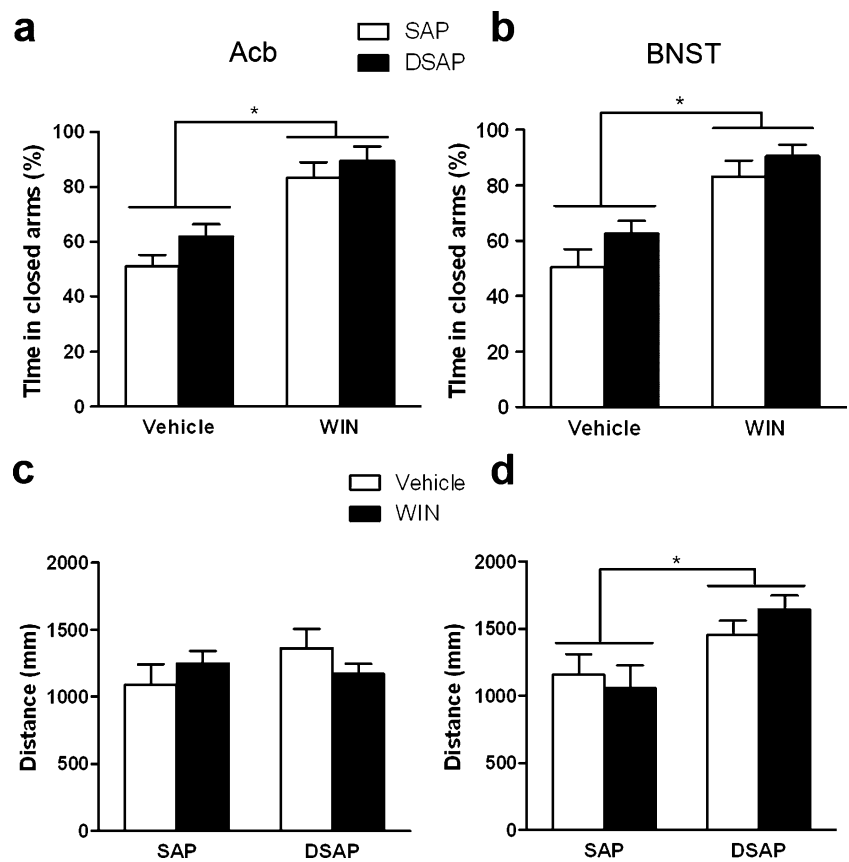 a
Acb
SAP
DSAP
b
BNST
*
TIme in closed arms (%)
100
80
60
40
20
0
Vehicle
WIN
*
TIme in closed arms (%)
100
80
60
40
20
0
Vehicle
WIN
c
Vehicle
WIN
d
Distance (mm)
2000
1500
1000
500
0
SAP
DSAP
*
Distance (mm)
2000
1500
1000
500
0
SAP
DSAP